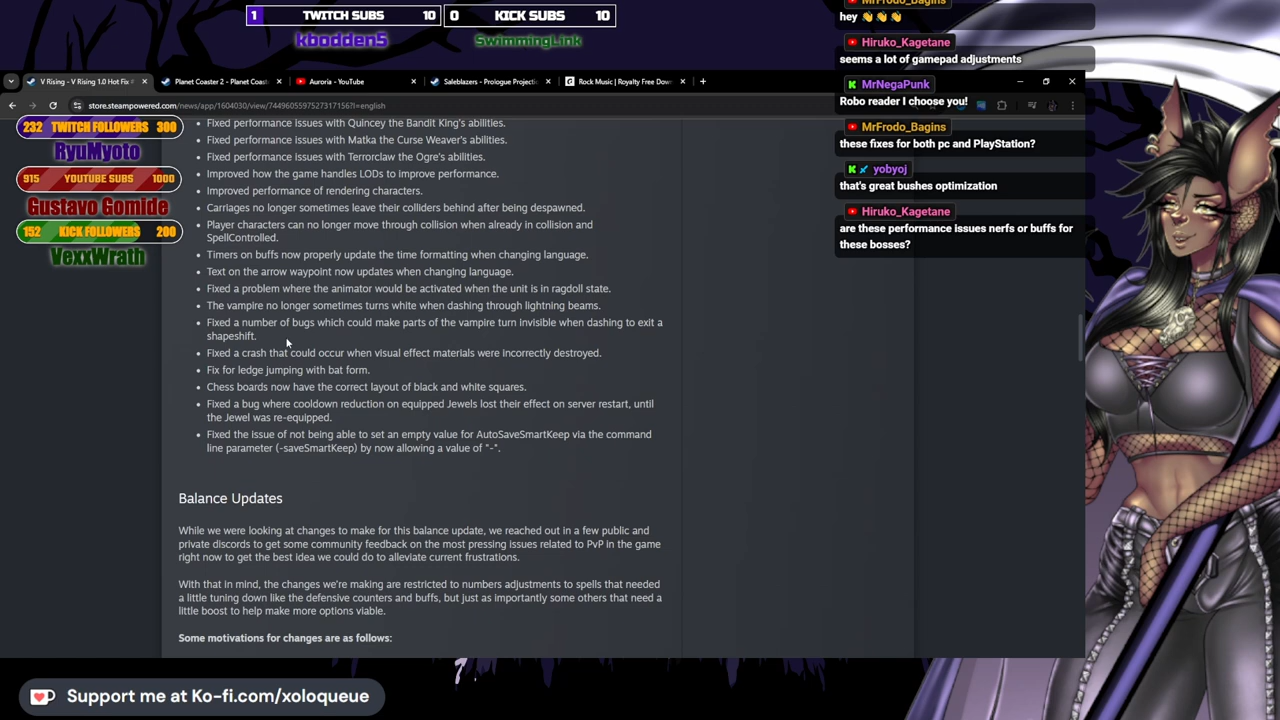 1 TWITCH SUBS 10
0 KICK SUBS 10
kbodden5
SwimmingLink
MrFrodo_Bagins
hey 👋 👋 👋
Hiruko_Kagetane
seems a lot of gamepad adjustments
MrNegaPunk
Robo reader I choose you!
MrFrodo_Bagins
these fixes for both pc and PlayStation?
yobyoj
that's great bushes optimization
Hiruko_Kagetane
are these performance issues nerfs or buffs for
these bosses?
V Rising - V Rising 1.0 Hot Fix
Planet Coaster 2 - Planet Coast
Auroria - YouTube
Saleblazers - Prologue Projecti
Rock Music | Royalty Free Dow
store.steampowered.com/news/app/1604030/view/7449605597527317156?l=english
232 TWITCH FOLLOWERS 300
RyuMyoto
915 YOUTUBE SUBS 1000
Gustavo Gomide
152 KICK FOLLOWERS 200
VexxWrath
• Fixed performance issues with Quincey the Bandit King's abilities.
• Fixed performance issues with Matka the Curse Weaver's abilities.
• Fixed performance issues with Terrorclaw the Ogre's abilities.
• Improved how the game handles LODs to improve performance.
• Improved performance of rendering characters.
• Carriages no longer sometimes leave their colliders behind after being despawned.
• Player characters can no longer move through collision when already in collision and
SpellControlled.
• Timers on buffs now properly update the time formatting when changing language.
• Text on the arrow waypoint now updates when changing language.
• Fixed a problem where the animator would be activated when the unit is in ragdoll state.
• The vampire no longer sometimes turns white when dashing through lightning beams.
• Fixed a number of bugs which could make parts of the vampire turn invisible when dashing to exit a
shapeshift.
• Fixed a crash that could occur when visual effect materials were incorrectly destroyed.
• Fix for ledge jumping with bat form.
• Chess boards now have the correct layout of black and white squares.
• Fixed a bug where cooldown reduction on equipped Jewels lost their effect on server restart, until
the Jewel was re-equipped.
• Fixed the issue of not being able to set an empty value for AutoSaveSmartKeep via the command
line parameter (-saveSmartKeep) by now allowing a value of "-".
Balance Updates
While we were looking at changes to make for this balance update, we reached out in a few public and
private discords to get some community feedback on the most pressing issues related to PvP in the game
right now to get the best idea we could do to alleviate current frustrations.
With that in mind, the changes we're making are restricted to numbers adjustments to spells that needed
a little tuning down like the defensive counters and buffs, but just as importantly some others that need a
little boost to help make more options viable.
Some motivations for changes are as follows:
Support me at Ko-fi.com/xoloqueue